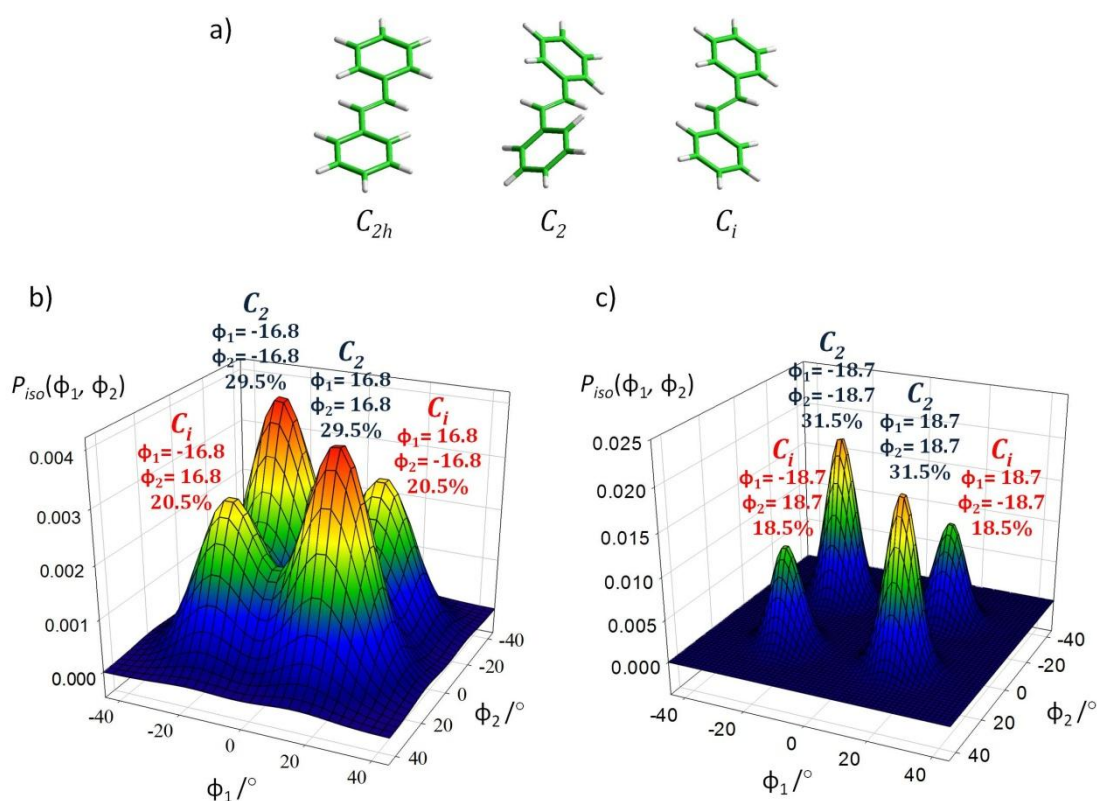 a)
C2h
C2
Ci
b)
Piso(ϕ1, ϕ2)
C2
ϕ1= -16.8
ϕ2= -16.8
29.5%
C2
ϕ1= 16.8
ϕ2= 16.8
29.5%
Ci
ϕ1= -16.8
ϕ2= 16.8
20.5%
Ci
ϕ1= 16.8
ϕ2= -16.8
20.5%
0.004
0.003
0.002
0.001
0.000
-40
-20
0
20
40
ϕ1 /°
-40
-20
0
20
40
ϕ2 /°
c)
Piso(ϕ1, ϕ2)
C2
ϕ1= -18.7
ϕ2= -18.7
31.5%
C2
ϕ1= 18.7
ϕ2= 18.7
31.5%
Ci
ϕ1= -18.7
ϕ2= 18.7
18.5%
Ci
ϕ1= 18.7
ϕ2= -18.7
18.5%
0.025
0.020
0.015
0.010
0.005
0.000
-40
-20
0
20
40
ϕ1 /°
-40
-20
0
20
40
ϕ2 /°